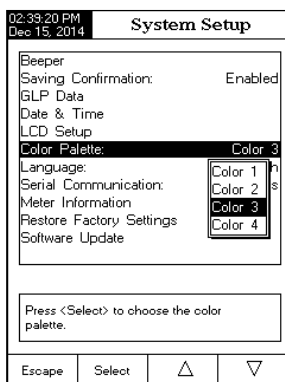 02:39:20 PM
Dec 15, 2014
System Setup
Beeper
Saving Confirmation: Enabled
GLP Data
Date & Time
LCD Setup
Color Palette: Color 3
Language: h
Color 1
Serial Communication: s
Color 2
Meter Information
Color 3
Restore Factory Settings
Color 4
Software Update
Press <Select> to choose the color
palette.
Escape Select △ ▽